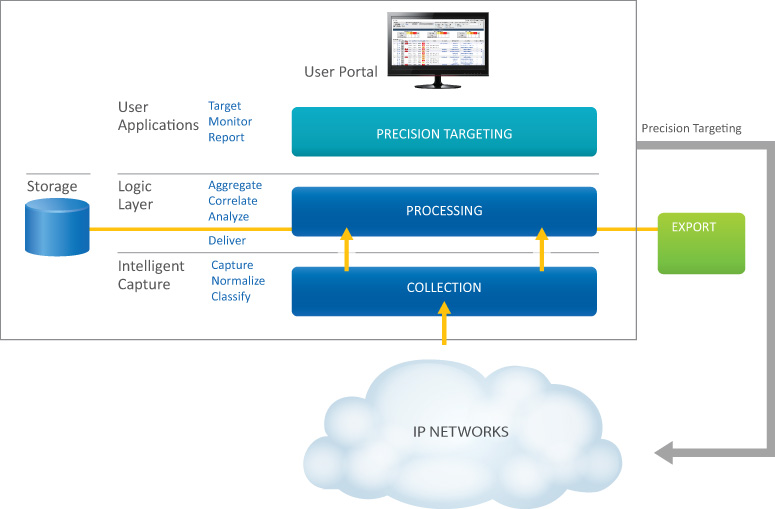 User Portal
User
Applications
Target
Monitor
Report
PRECISION TARGETING
Precision Targeting
Storage
Logic
Layer
Aggregate
Correlate
Analyze
PROCESSING
EXPORT
Deliver
Intelligent
Capture
Capture
Normalize
Classify
COLLECTION
IP NETWORKS